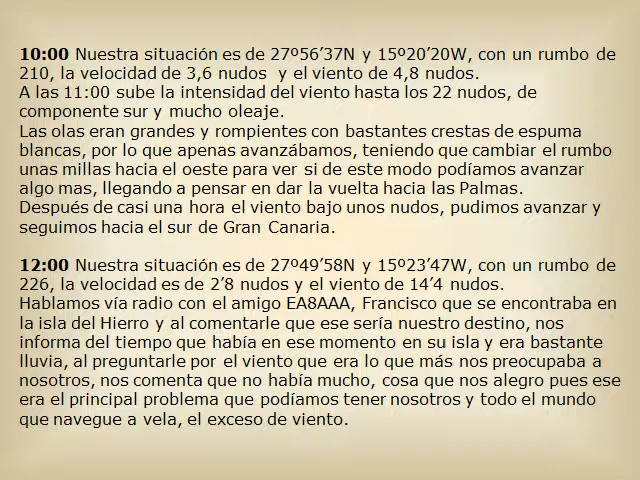 10:00 Nuestra situación es de 27º56’37N y 15º20’20W, con un rumbo de
210, la velocidad de 3,6 nudos y el viento de 4,8 nudos.
A las 11:00 sube la intensidad del viento hasta los 22 nudos, de
componente sur y mucho oleaje.
Las olas eran grandes y rompientes con bastantes crestas de espuma
blancas, por lo que apenas avanzábamos, teniendo que cambiar el rumbo
unas millas hacia el oeste para ver si de este modo podíamos avanzar
algo mas, llegando a pensar en dar la vuelta hacia las Palmas.
Después de casi una hora el viento bajo unos nudos, pudimos avanzar y
seguimos hacia el sur de Gran Canaria.
12:00 Nuestra situación es de 27º49’58N y 15º23’47W, con un rumbo de
226, la velocidad es de 2’8 nudos y el viento de 14’4 nudos.
Hablamos vía radio con el amigo EA8AAA, Francisco que se encontraba en
la isla del Hierro y al comentarle que ese sería nuestro destino, nos
informa del tiempo que había en ese momento en su isla y era bastante
lluvia, al preguntarle por el viento que era lo que más nos preocupaba a
nosotros, nos comenta que no había mucho, cosa que nos alegro pues ese
era el principal problema que podíamos tener nosotros y todo el mundo
que navegue a vela, el exceso de viento.